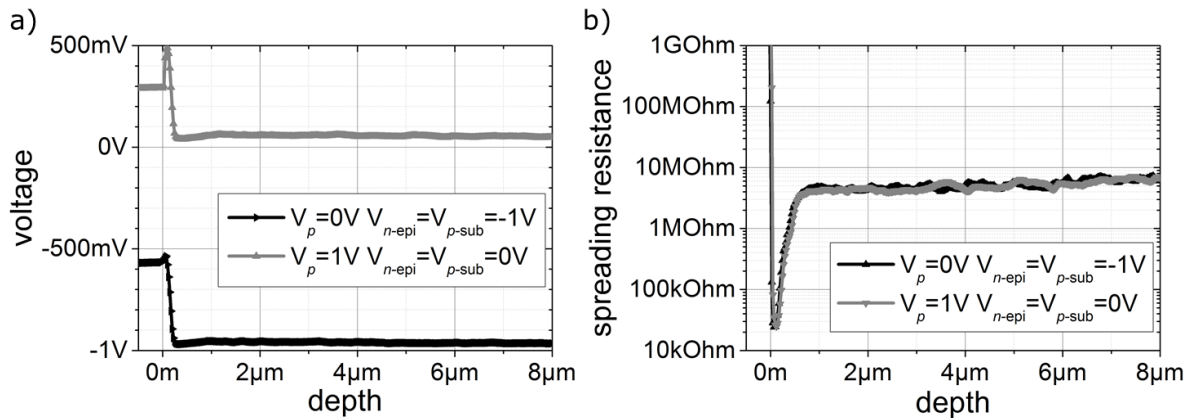 a)
500mV
0V
-500mV
-1V
voltage
V_p=0V V_n-epi=V_p-sub=-1V
V_p=1V V_n-epi=V_p-sub=0V
0m
2µm
4µm
6µm
8µm
depth
b)
1GOhm
100MOhm
10MOhm
1MOhm
100kOhm
10kOhm
spreading resistance
V_p=0V V_n-epi=V_p-sub=-1V
V_p=1V V_n-epi=V_p-sub=0V
0m
2µm
4µm
6µm
8µm
depth